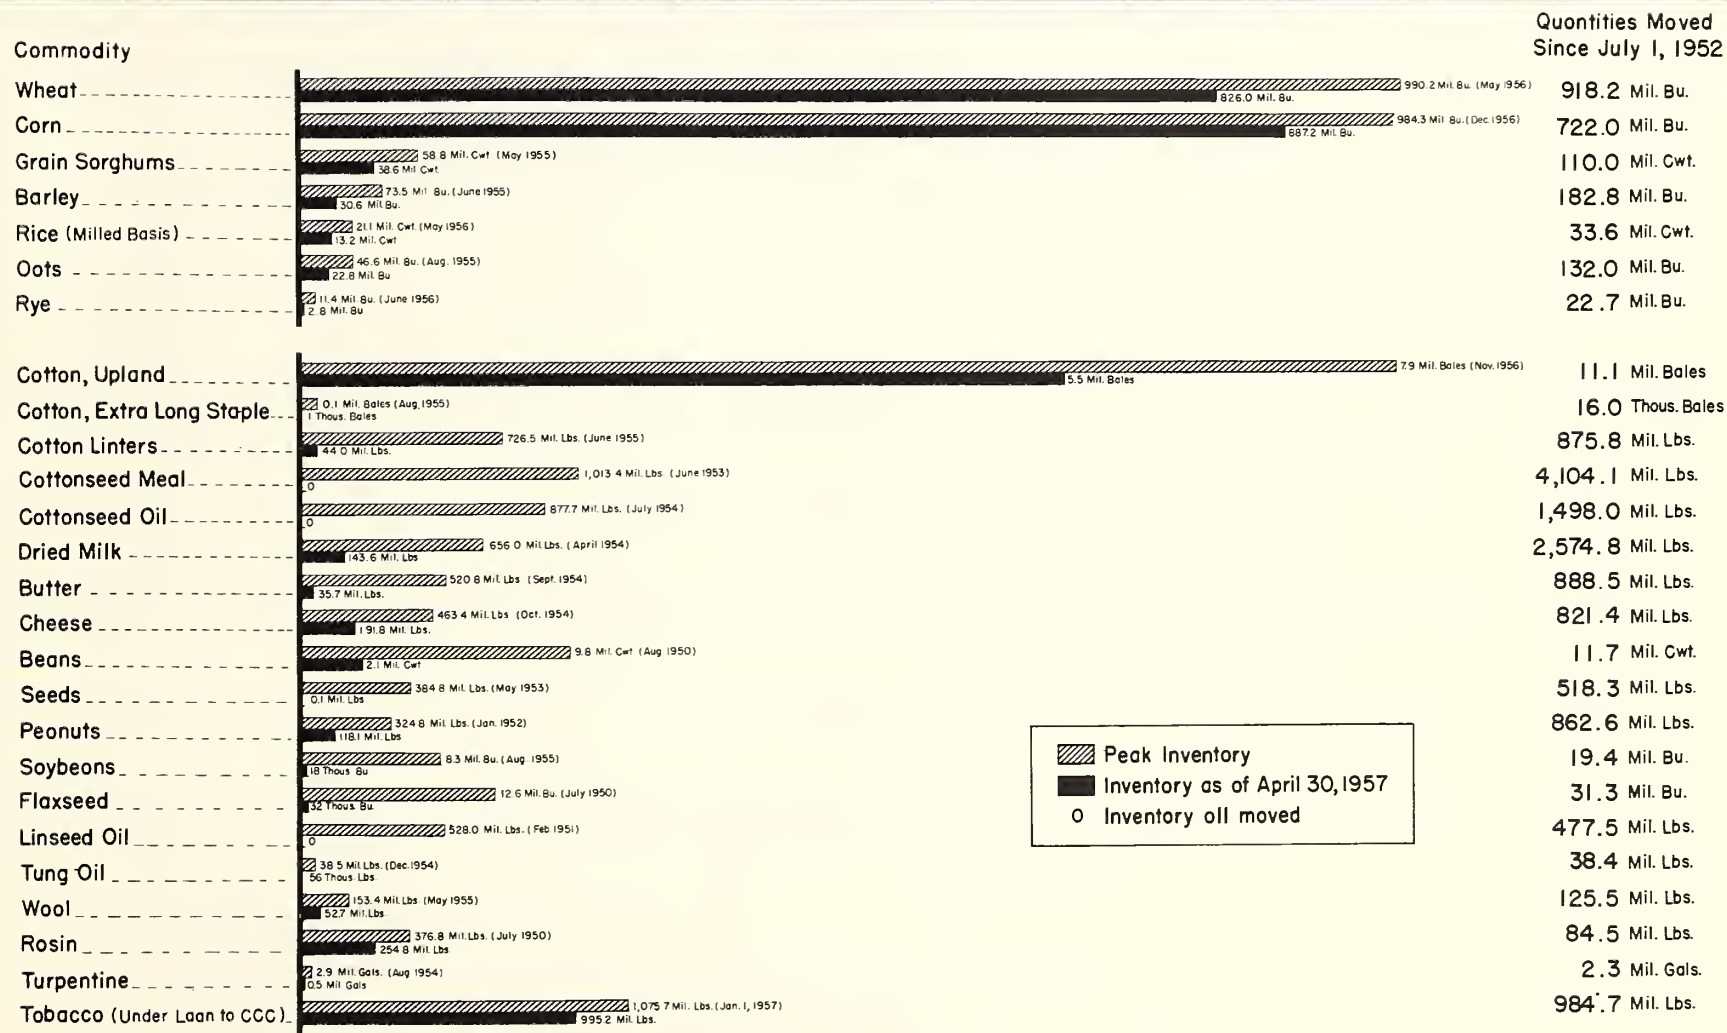 Quontities Moved
Since July 1, 1952
Commodity
Wheat
990.2 Mil. Bu. (May 1956)
826.0 Mil. Bu.
918.2 Mil. Bu.
Corn
984.3 Mil Bu. (Dec. 1956)
887.2 Mil. Bu.
722.0 Mil. Bu.
Grain Sorghums
58.8 Mil. Cwt (May 1955)
38.6 Mil Cwt.
110.0 Mil. Cwt.
Barley
73.5 Mil Bu. (June 1955)
30.6 Mil. Bu.
182.8 Mil. Bu.
Rice (Milled Basis)
21.1 Mil. Cwt. (May 1956)
13.2 Mil. Cwt
33.6 Mil. Cwt.
Oots
46.6 Mil. Bu. (Aug. 1955)
22.8 Mil. Bu
132.0 Mil. Bu.
Rye
11.4 Mil. Bu. (June 1956)
2.8 Mil. Bu
22.7 Mil. Bu.
Cotton, Upland
7.9 Mil. Bales (Nov. 1956)
5.5 Mil. Bales
11.1 Mil. Bales
Cotton, Extra Long Staple
0.1 Mil. Bales (Aug. 1955)
1 Thous. Bales
16.0 Thous. Bales
Cotton Linters
726.5 Mil. Lbs. (June 1955)
44.0 Mil. Lbs.
875.8 Mil. Lbs.
Cottonseed Meal
1,013.4 Mil. Lbs. (June 1953)
0
4,104.1 Mil. Lbs.
Cottonseed Oil
877.7 Mil. Lbs. (July 1954)
0
1,498.0 Mil. Lbs.
Dried Milk
656.0 Mil. Lbs. (April 1954)
143.6 Mil. Lbs
2,574.8 Mil. Lbs.
Butter
520.8 Mil. Lbs (Sept. 1954)
35.7 Mil. Lbs.
888.5 Mil. Lbs.
Cheese
463.4 Mil. Lbs (Oct. 1954)
191.8 Mil. Lbs.
821.4 Mil. Lbs.
Beans
9.8 Mil. Cwt (Aug 1950)
2.1 Mil. Cwt
11.7 Mil. Cwt.
Seeds
384.8 Mil. Lbs. (May 1953)
0.1 Mil. Lbs
518.3 Mil. Lbs.
Peonuts
324.8 Mil. Lbs. (Jan. 1952)
118.1 Mil. Lbs
862.6 Mil. Lbs.
Soybeons
8.3 Mil. Bu. (Aug. 1955)
18 Thous. Bu
19.4 Mil. Bu.
Flaxseed
12.6 Mil. Bu. (July 1950)
32 Thous. Bu.
31.3 Mil. Bu.
Linseed Oil
528.0 Mil. Lbs. (Feb. 1951)
0
477.5 Mil. Lbs.
Tung Oil
38.5 Mil. Lbs. (Dec. 1954)
56 Thous. Lbs.
38.4 Mil. Lbs.
Wool
153.4 Mil. Lbs. (May 1955)
52.7 Mil. Lbs.
125.5 Mil. Lbs.
Rosin
376.8 Mil. Lbs. (July 1950)
254.8 Mil. Lbs
84.5 Mil. Lbs.
Turpentine
2.9 Mil. Gals. (Aug 1954)
0.5 Mil Gals
2.3 Mil. Gals.
Tobacco (Under Loan to CCC)
1,075.7 Mil. Lbs. (Jan. 1, 1957)
995.2 Mil. Lbs.
984.7 Mil. Lbs.
Peak Inventory
Inventory as of April 30, 1957
0 Inventory oll moved